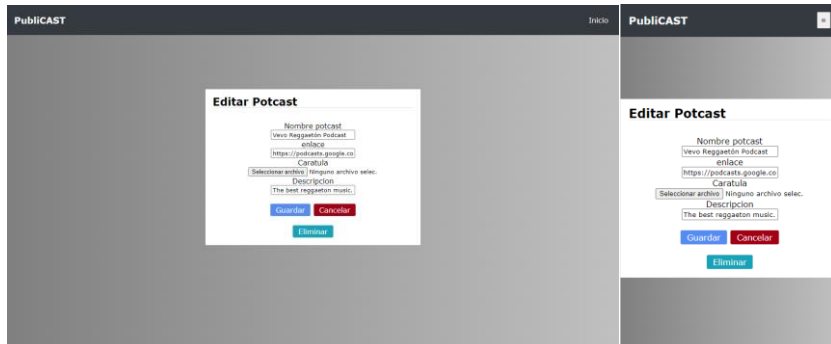 PubliCAST
Inicio
Editar Potcast
Nombre potcast
Vevo Reggaetón Podcast
enlace
https://podcasts.google.co
Caratula
Seleccionar archivo Ninguno archivo selec.
Descripcion
The best reggaeton music.
Guardar Cancelar
Eliminar
PubliCAST
≡
Editar Potcast
Nombre potcast
Vevo Reggaetón Podcast
enlace
https://podcasts.google.co
Caratula
Seleccionar archivo Ninguno archivo selec.
Descripcion
The best reggaeton music.
Guardar Cancelar
Eliminar